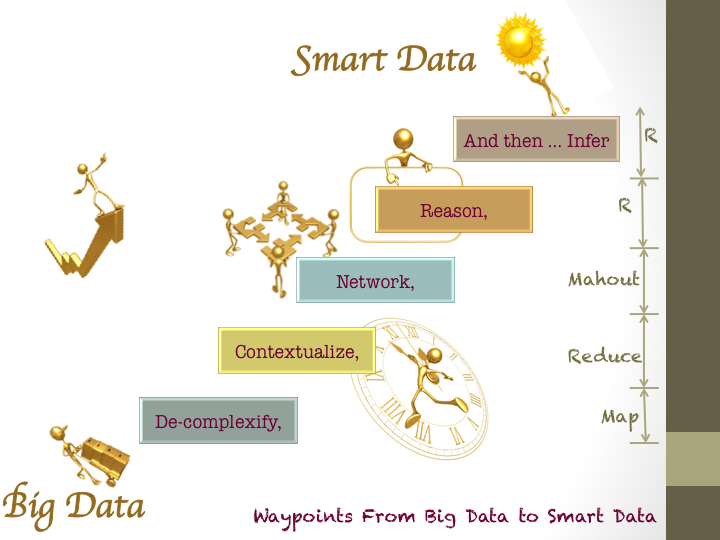 Smart Data
And then ... Infer
R
Reason,
R
Network,
Mahout
Contextualize,
Reduce
De-complexify,
Map
Big Data
Waypoints From Big Data to Smart Data